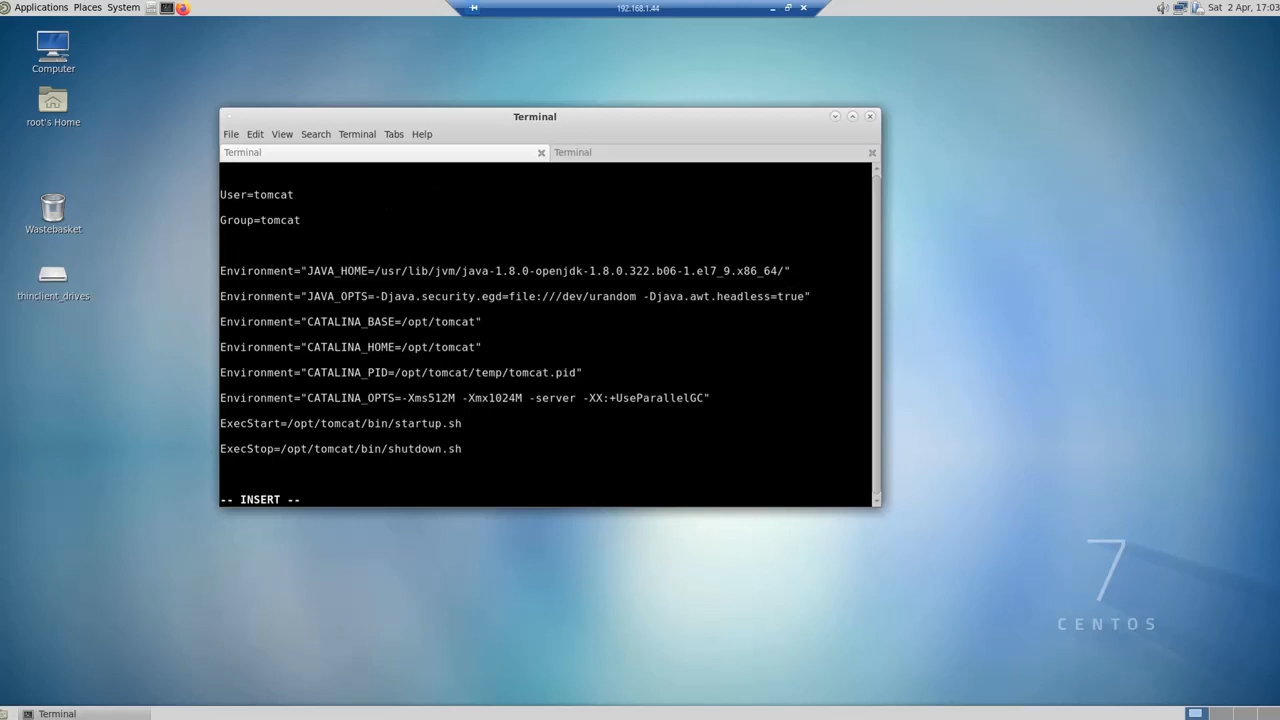 Applications Places System
192.168.1.44
Sat 2 Apr, 17:03
Computer
root's Home
Wastebasket
thinclient_drives
Terminal
File Edit View Search Terminal Tabs Help
Terminal
Terminal
User=tomcat
Group=tomcat
Environment="JAVA_HOME=/usr/lib/jvm/java-1.8.0-openjdk-1.8.0.322.b06-1.el7_9.x86_64/"
Environment="JAVA_OPTS=-Djava.security.egd=file:///dev/urandom -Djava.awt.headless=true"
Environment="CATALINA_BASE=/opt/tomcat"
Environment="CATALINA_HOME=/opt/tomcat"
Environment="CATALINA_PID=/opt/tomcat/temp/tomcat.pid"
Environment="CATALINA_OPTS=-Xms512M -Xmx1024M -server -XX:+UseParallelGC"
ExecStart=/opt/tomcat/bin/startup.sh
ExecStop=/opt/tomcat/bin/shutdown.sh
-- INSERT --
7
CENTOS
Terminal